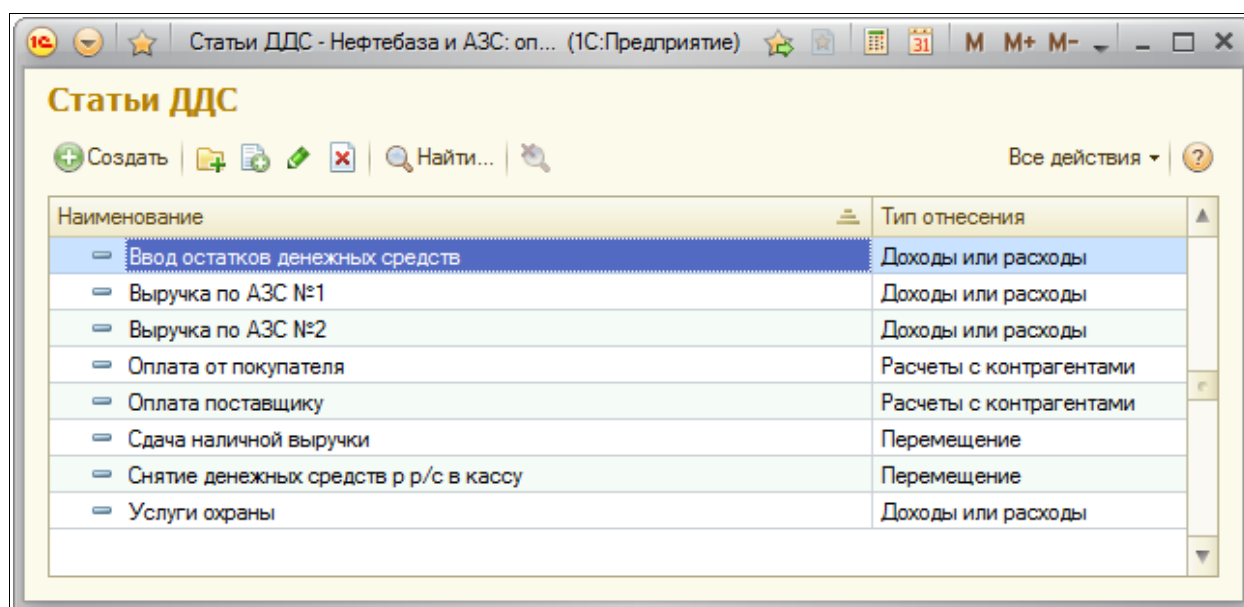 1С Статьи ДДС - Нефтебаза и АЗС: оп... (1С:Предприятие) 31 M M+ M-
Статьи ДДС
Создать Найти... Все действия ?
Наименование Тип отнесения
Ввод остатков денежных средств Доходы или расходы
Выручка по АЗС №1 Доходы или расходы
Выручка по АЗС №2 Доходы или расходы
Оплата от покупателя Расчеты с контрагентами
Оплата поставщику Расчеты с контрагентами
Сдача наличной выручки Перемещение
Снятие денежных средств р р/с в кассу Перемещение
Услуги охраны Доходы или расходы